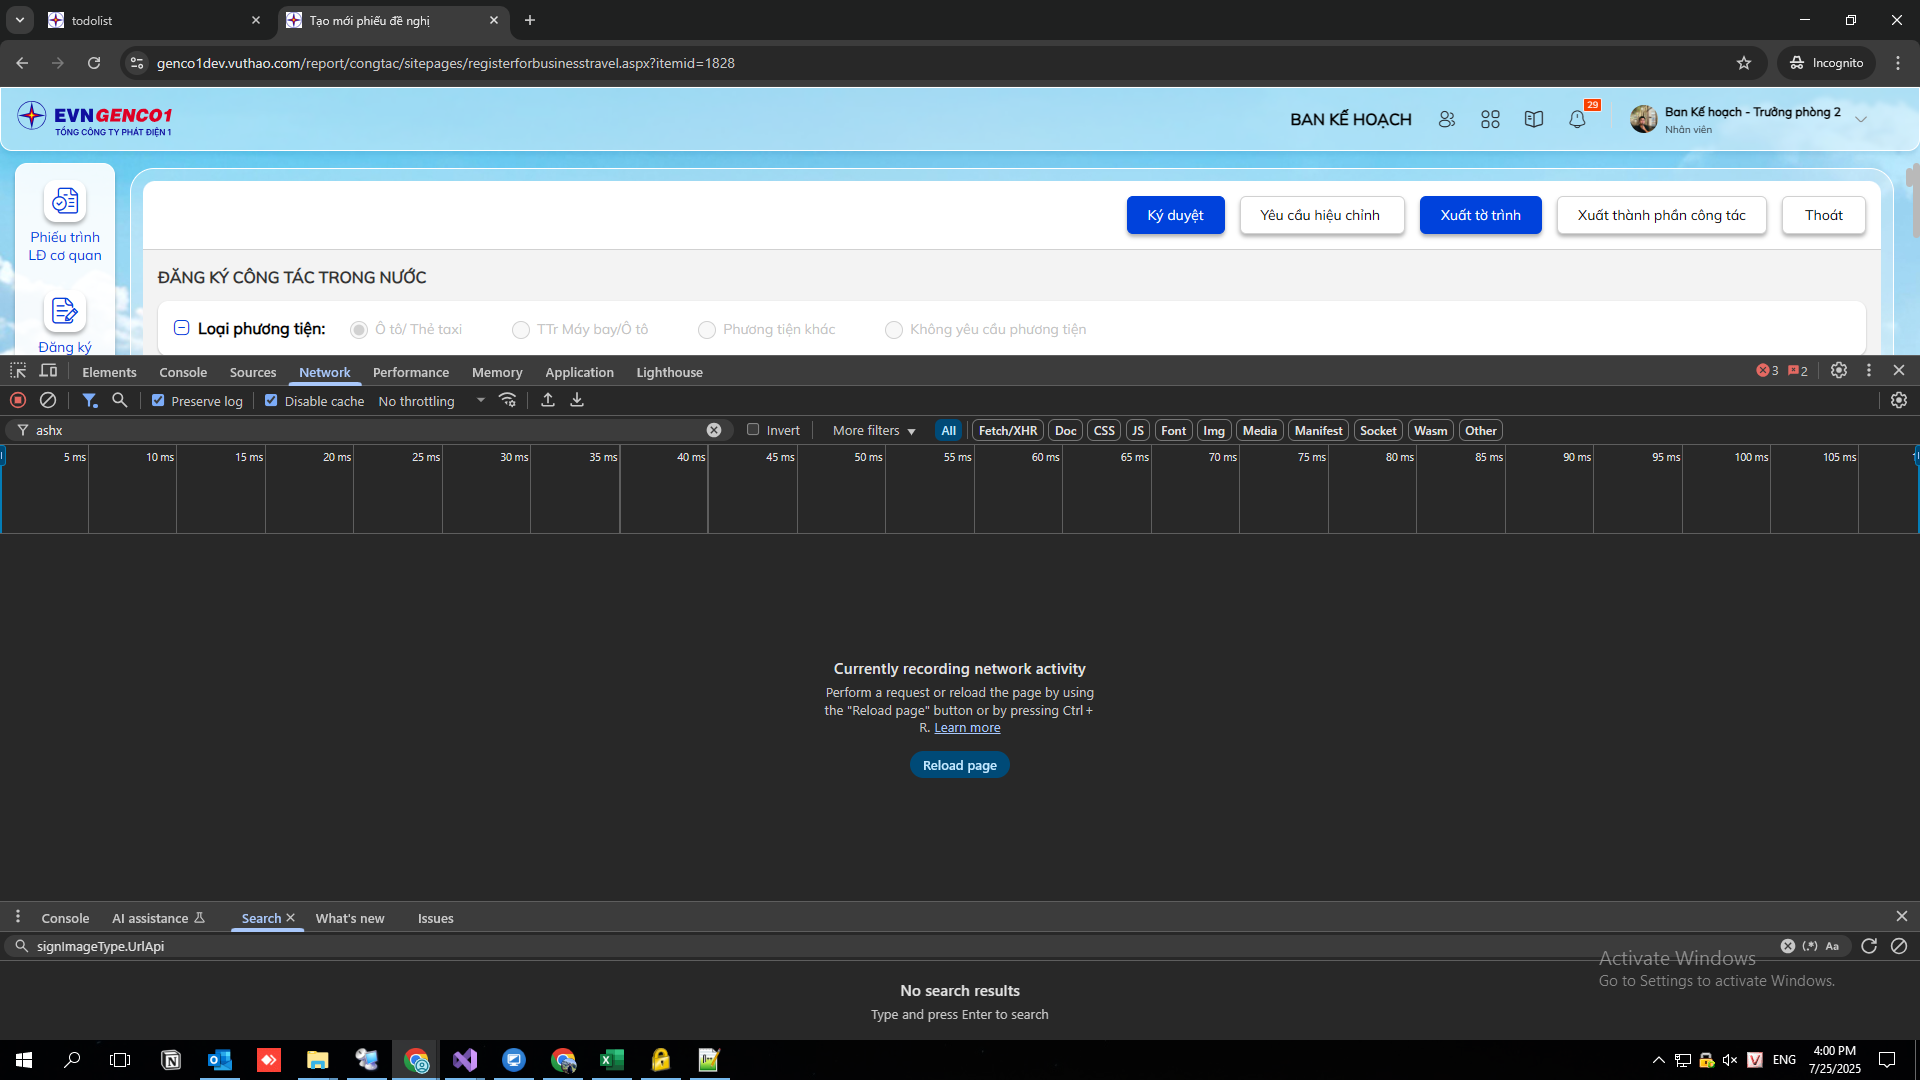 todolist
Tạo mới phiếu đề nghị
genco1dev.vuthao.com/report/congtac/sitepages/registerforbusinesstravel.aspx?itemid=1828
Incognito
EVNGENCO1
TỔNG CÔNG TY PHÁT ĐIỆN 1
BAN KẾ HOẠCH
29
Ban Kế hoạch - Trưởng phòng 2
Nhân viên
Phiếu trình
LĐ cơ quan
Đăng ký
Ký duyệt
Yêu cầu hiệu chỉnh
Xuất tờ trình
Xuất thành phần công tác
Thoát
ĐĂNG KÝ CÔNG TÁC TRONG NƯỚC
Loại phương tiện:
Ô tô/ Thẻ taxi
TTr Máy bay/Ô tô
Phương tiện khác
Không yêu cầu phương tiện
Elements
Console
Sources
Network
Performance
Memory
Application
Lighthouse
3
2
Preserve log
Disable cache
No throttling
ashx
Invert
More filters
All
Fetch/XHR
Doc
CSS
JS
Font
Img
Media
Manifest
Socket
Wasm
Other
5 ms
10 ms
15 ms
20 ms
25 ms
30 ms
35 ms
40 ms
45 ms
50 ms
55 ms
60 ms
65 ms
70 ms
75 ms
80 ms
85 ms
90 ms
95 ms
100 ms
105 ms
Currently recording network activity
Perform a request or reload the page by using
the "Reload page" button or by pressing Ctrl +
R. Learn more
Reload page
Console
AI assistance
Search
What's new
Issues
signImageType.UrlApi
(.*)
Aa
No search results
Type and press Enter to search
Activate Windows
Go to Settings to activate Windows.
ENG
4:00 PM
7/25/2025